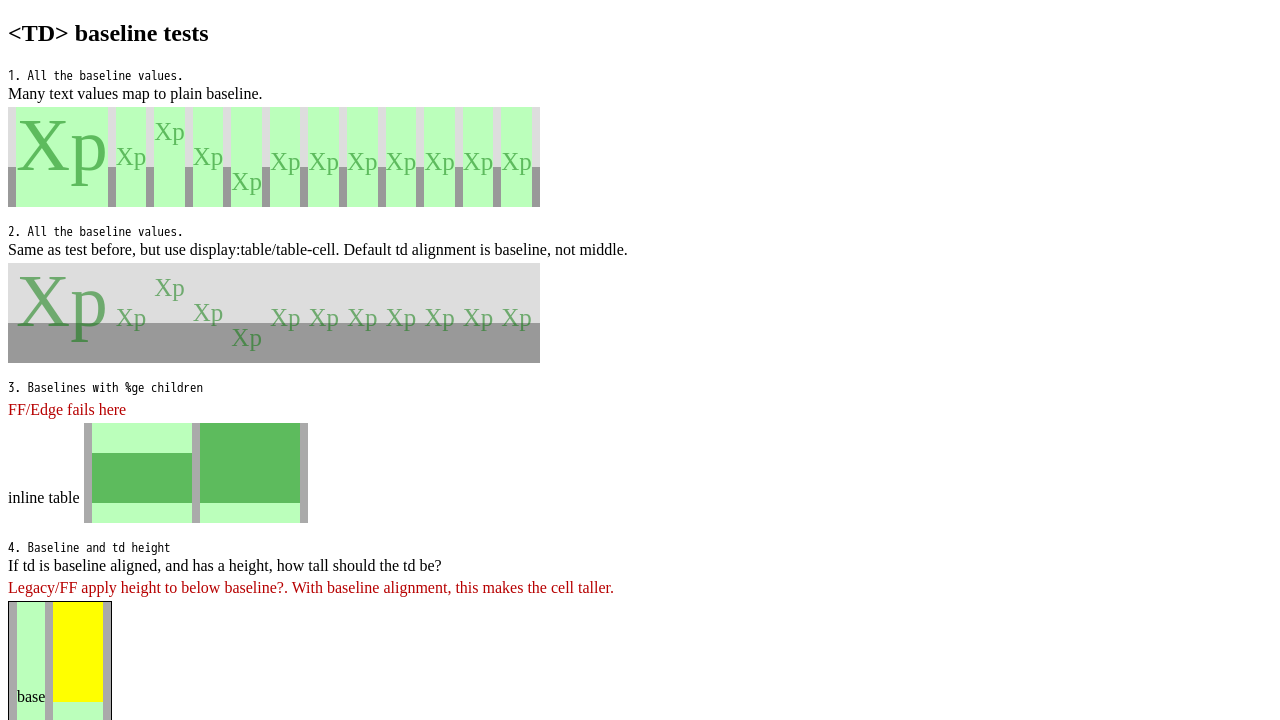 <TD> baseline tests
1. All the baseline values.
Many text values map to plain baseline.
Xp Xp Xp Xp Xp Xp Xp Xp Xp Xp Xp Xp
2. All the baseline values.
Same as test before, but use display:table/table-cell. Default td alignment is baseline, not middle.
Xp Xp Xp Xp Xp Xp Xp Xp Xp Xp Xp Xp
3. Baselines with %ge children
FF/Edge fails here
inline table
4. Baseline and td height
If td is baseline aligned, and has a height, how tall should the td be?
Legacy/FF apply height to below baseline?. With baseline alignment, this makes the cell taller.
base